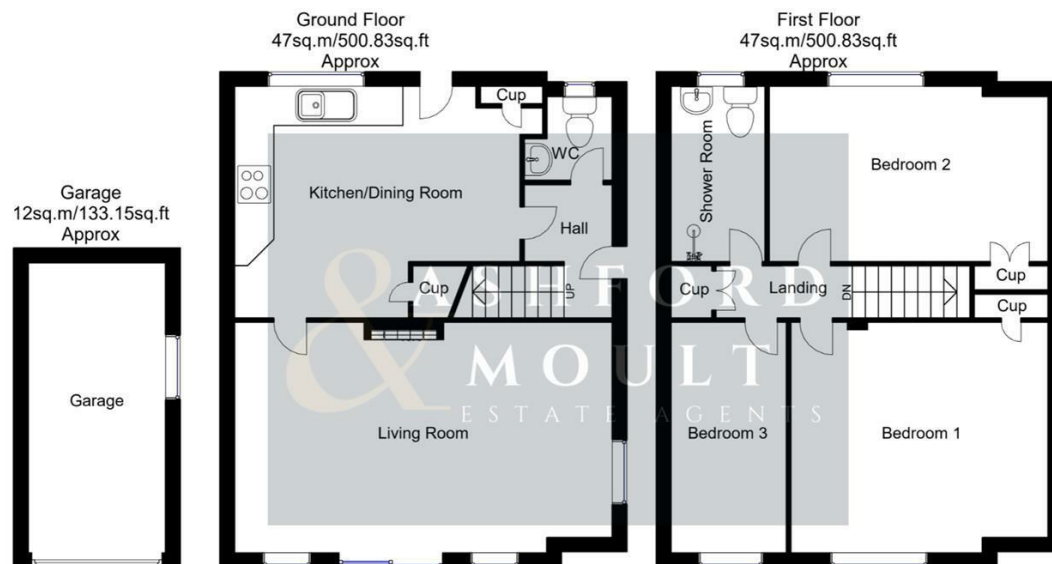 Ground Floor
47sq.m/500.83sq.ft
Approx
First Floor
47sq.m/500.83sq.ft
Approx
Garage
12sq.m/133.15sq.ft
Approx
Garage
Cup
WC
Kitchen/Dining Room
Hall
Cup
UP
Living Room
Shower Room
Bedroom 2
Cup
Landing
DN
Cup
Cup
Bedroom 3
Bedroom 1
&
ASHFORD
MOULT
ESTATE AGENTS